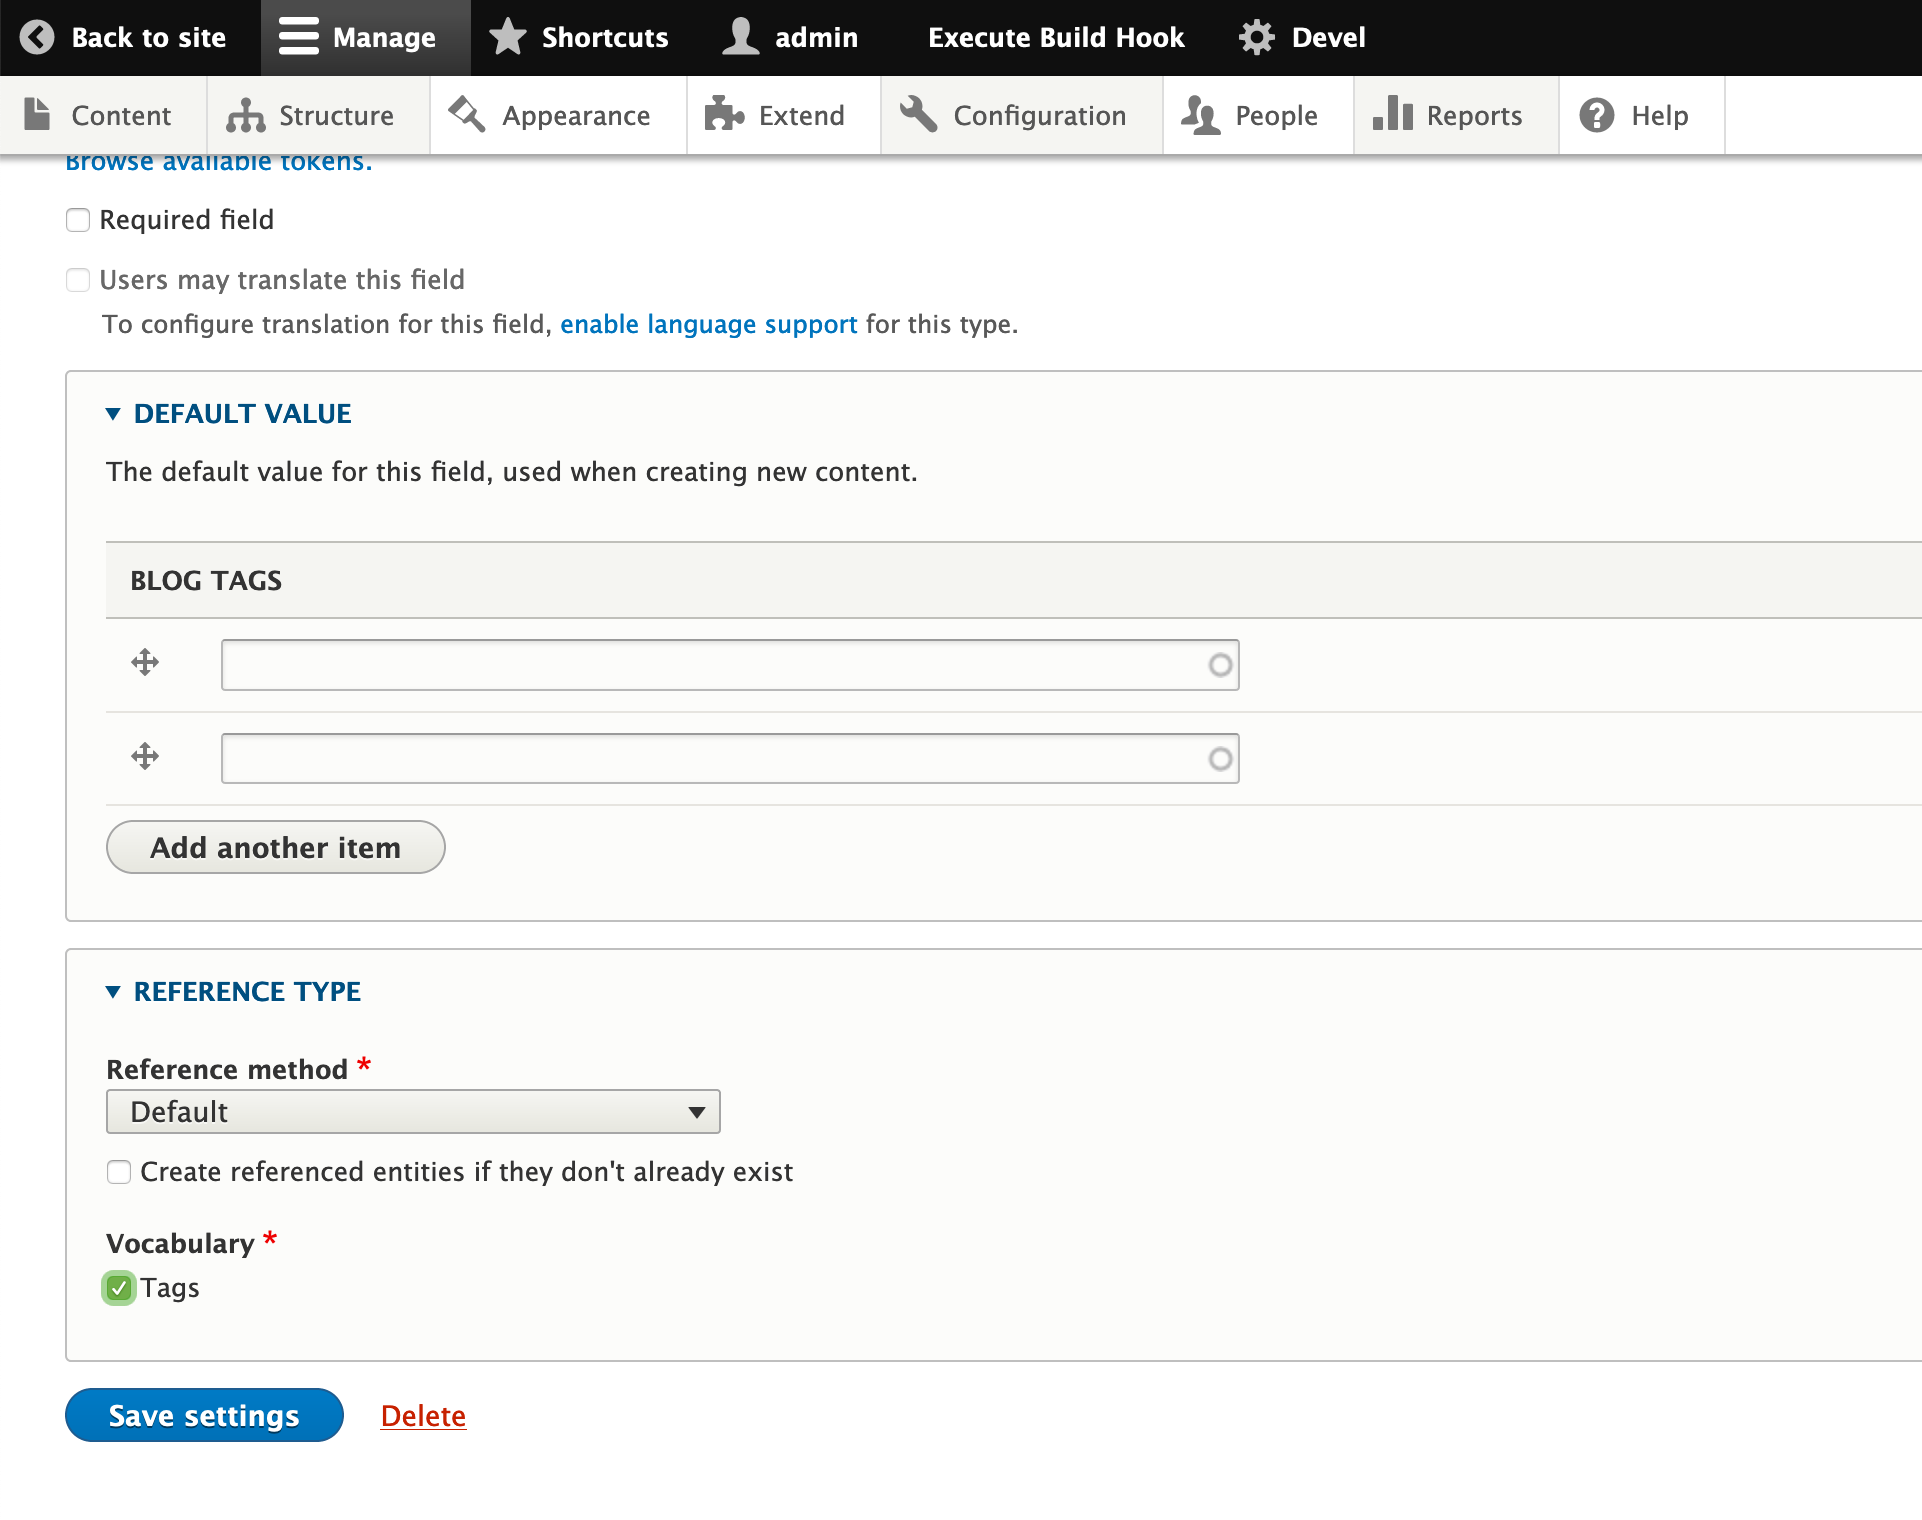 Back to site Manage Shortcuts admin Execute Build Hook Devel
Content Structure Appearance Extend Configuration People Reports Help
Browse available tokens.
Required field
Users may translate this field
To configure translation for this field, enable language support for this type.
DEFAULT VALUE
The default value for this field, used when creating new content.
BLOG TAGS
Add another item
REFERENCE TYPE
Reference method *
Default
Create referenced entities if they don't already exist
Vocabulary *
Tags
Save settings Delete